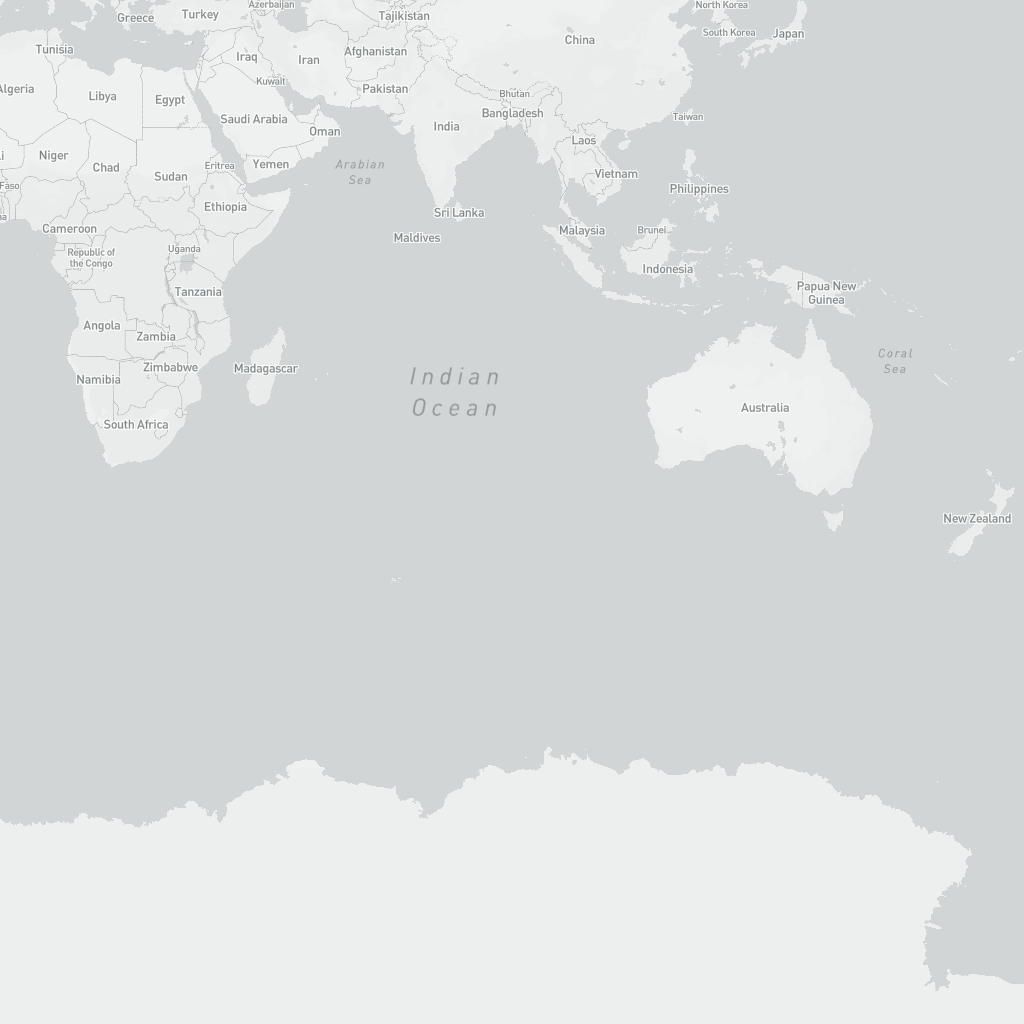 Azerbaijan
North Korea
Greece
Turkey
Tajikistan
South Korea
Japan
China
Tunisia
Afghanistan
Iraq
Iran
Kuwait
Algeria
Pakistan
Libya
Egypt
Bhutan
Bangladesh
Saudi Arabia
India
Taiwan
Oman
Laos
Niger
Chad
Eritrea
Yemen
Arabian
Sea
Sudan
Vietnam
Faso
Philippines
Ethiopia
Sri Lanka
Cameroon
Maldives
Malaysia
Brunei
Uganda
Republic of
the Congo
Indonesia
Tanzania
Papua New
Guinea
Angola
Zambia
Coral
Sea
Zimbabwe
Madagascar
Namibia
Indian
Ocean
Australia
South Africa
New Zealand